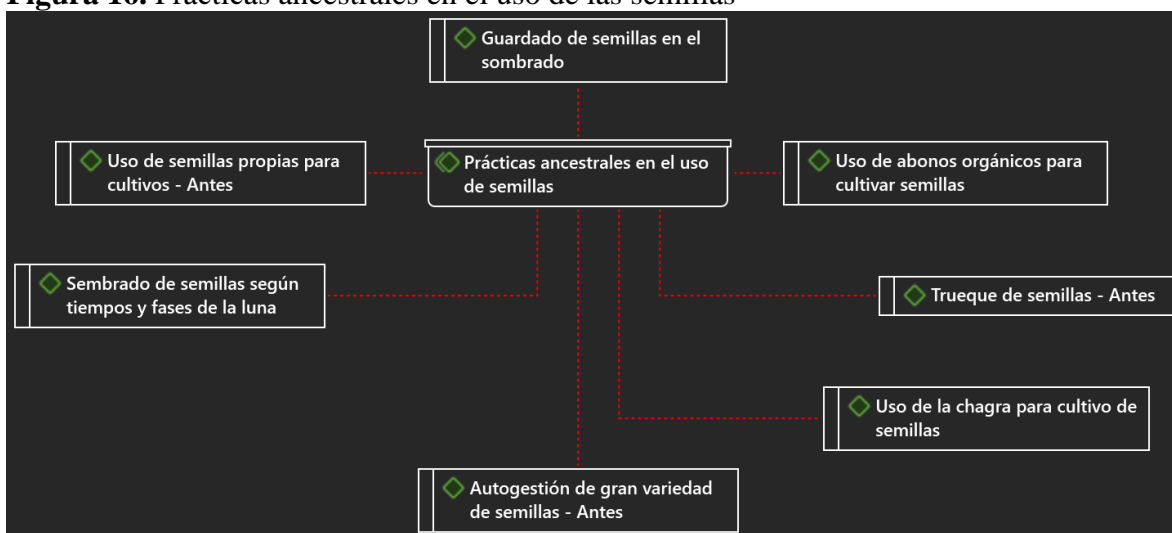 Figura 16. Prácticas ancestrales en el uso de las semillas
Guardado de semillas en el
sombrado
Uso de semillas propias para
cultivos - Antes
Prácticas ancestrales en el uso
de semillas
Uso de abonos orgánicos para
cultivar semillas
Sembrado de semillas según
tiempos y fases de la luna
Trueque de semillas - Antes
Uso de la chagra para cultivo de
semillas
Autogestión de gran variedad
de semillas - Antes